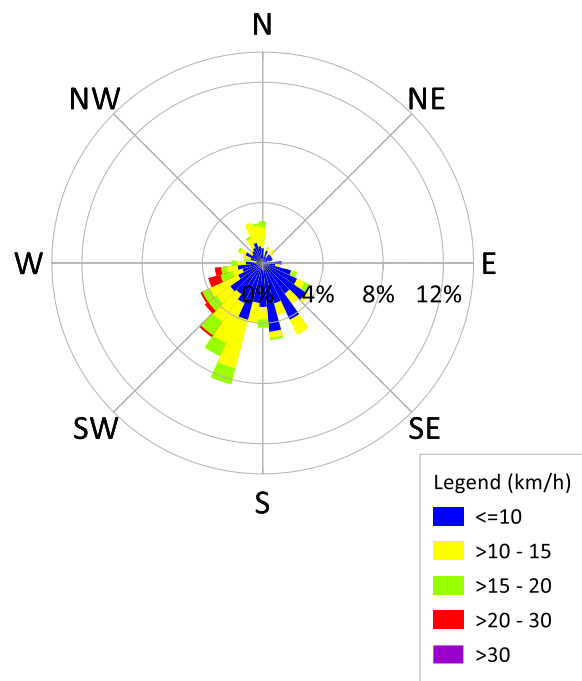 N
NW
NE
W
E
0%
4%
8%
12%
SW
SE
S
Legend (km/h)
<=10
>10 - 15
>15 - 20
>20 - 30
>30